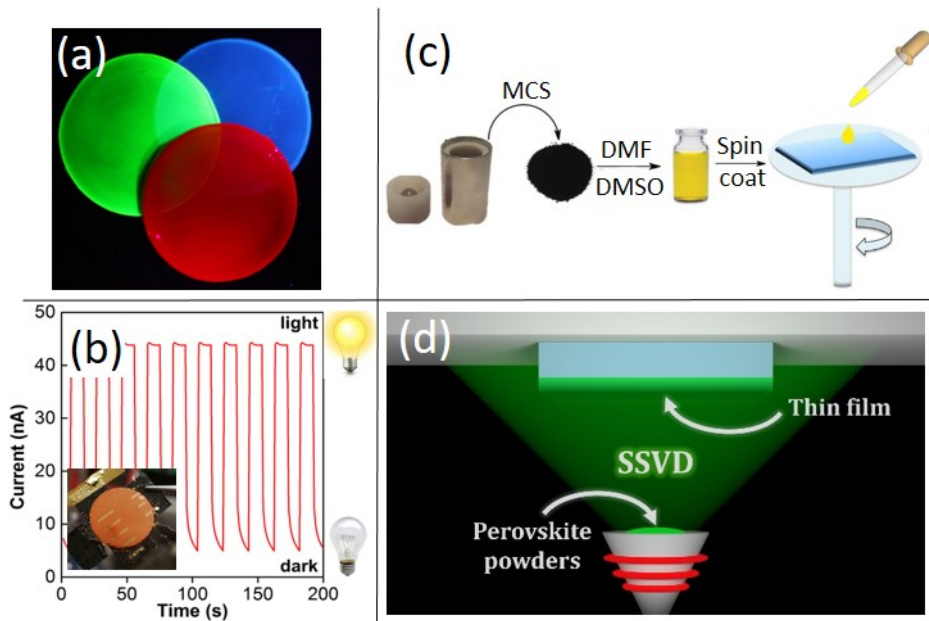 (a)
(c)
MCS
DMF
DMSO
Spin
coat
(b)
50
40
30
20
10
0
Current (nA)
light
dark
0
50
100
150
200
Time (s)
(d)
Thin film
SSVD
Perovskite
powders